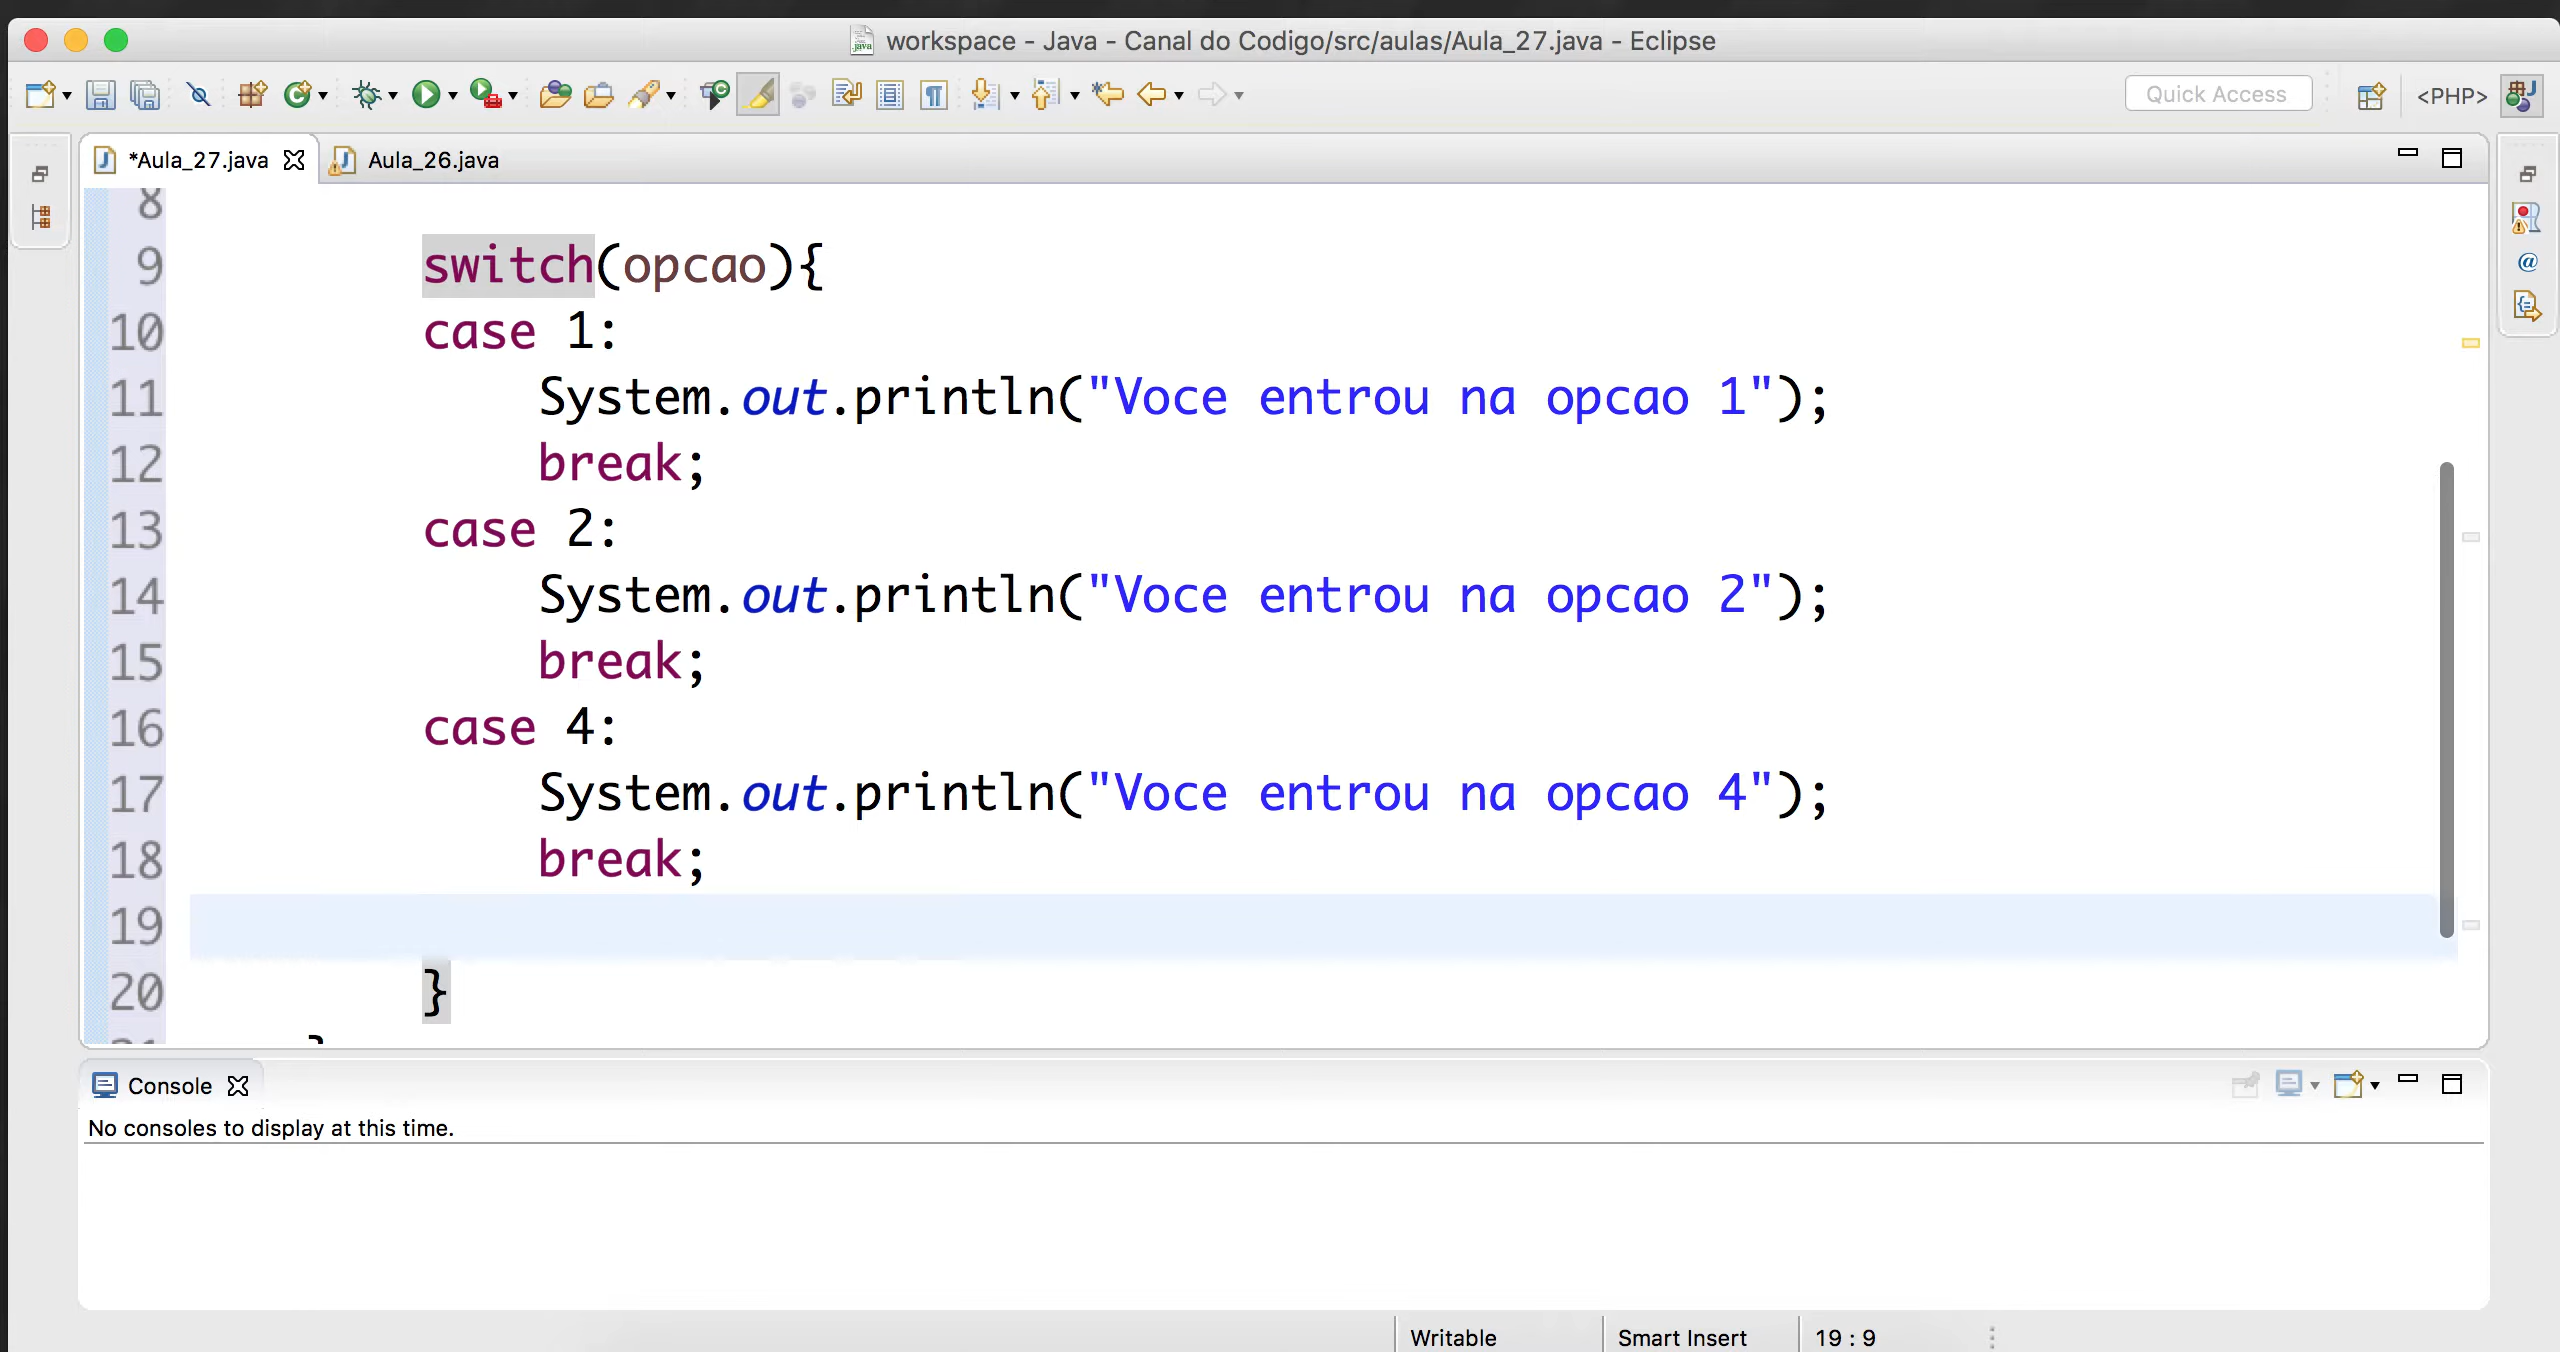 workspace - Java - Canal do Codigo/src/aulas/Aula_27.java - Eclipse
Quick Access
<PHP>
*Aula_27.java
Aula_26.java
8
9 switch(opcao){
10 case 1:
11 System.out.println("Voce entrou na opcao 1");
12 break;
13 case 2:
14 System.out.println("Voce entrou na opcao 2");
15 break;
16 case 4:
17 System.out.println("Voce entrou na opcao 4");
18 break;
19
20 }
}
Console
No consoles to display at this time.
Writable
Smart Insert
19 : 9